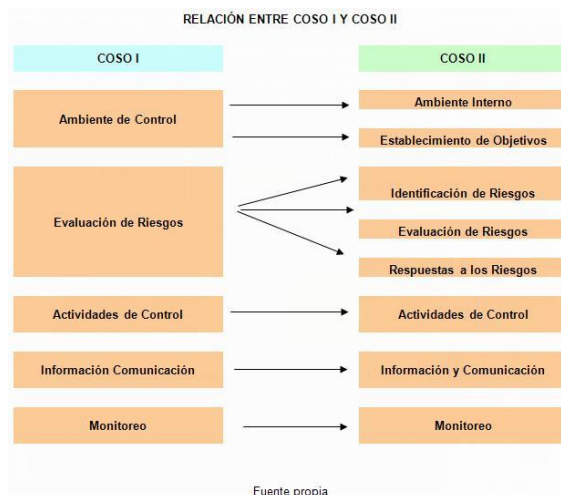 RELACIÓN ENTRE COSO I Y COSO II
COSO I
COSO II
Ambiente de Control
Ambiente Interno
Establecimiento de Objetivos
Evaluación de Riesgos
Identificación de Riesgos
Evaluación de Riesgos
Respuestas a los Riesgos
Actividades de Control
Actividades de Control
Información Comunicación
Información y Comunicación
Monitoreo
Monitoreo
Fuente propia